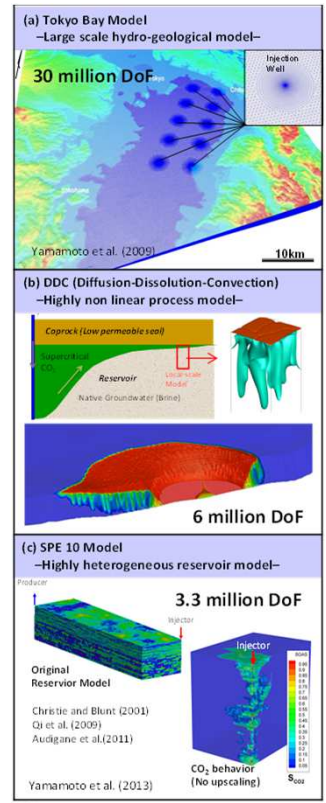 (a) Tokyo Bay Model
–Large scale hydro-geological model–
30 million DoF
Injection
Well
Yamamoto et al. (2009)
10km
(b) DDC (Diffusion-Dissolution-Convection)
–Highly non linear process model–
Caprock (Low permeable seal)
Supercritical
CO₂
Reservoir
Local-scale
Model
Native Groundwater (Brine)
6 million DoF
(c) SPE 10 Model
–Highly heterogeneous reservoir model–
Producer
3.3 million DoF
Injector
Injector
Original
Reservior Model
Christie and Blunt (2001)
Qi et al. (2009)
Audigane et al.(2011)
CO₂ behavior
(No upscaling)
SGAS
S_CO2
Yamamoto et al. (2013)